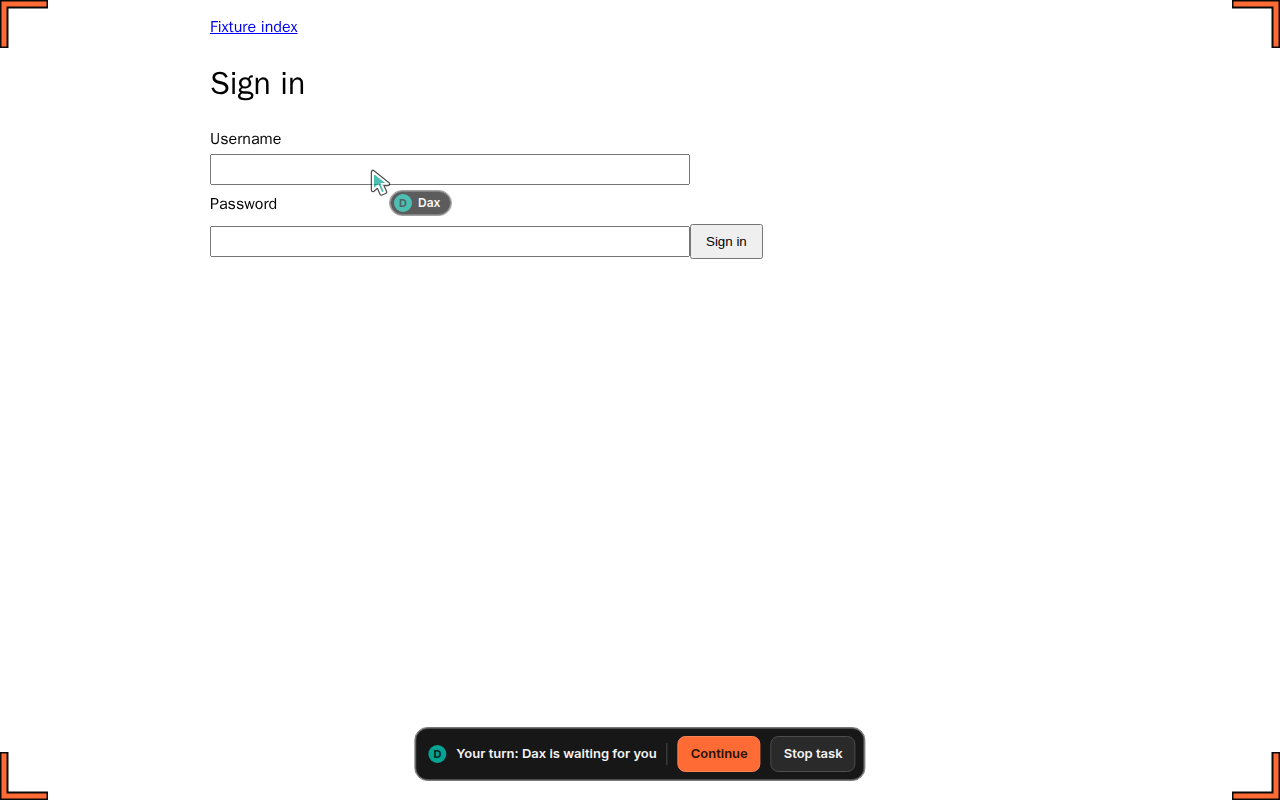 Fixture index
Sign in
Username
Password
D Dax
Sign in
D Your turn: Dax is waiting for you Continue Stop task